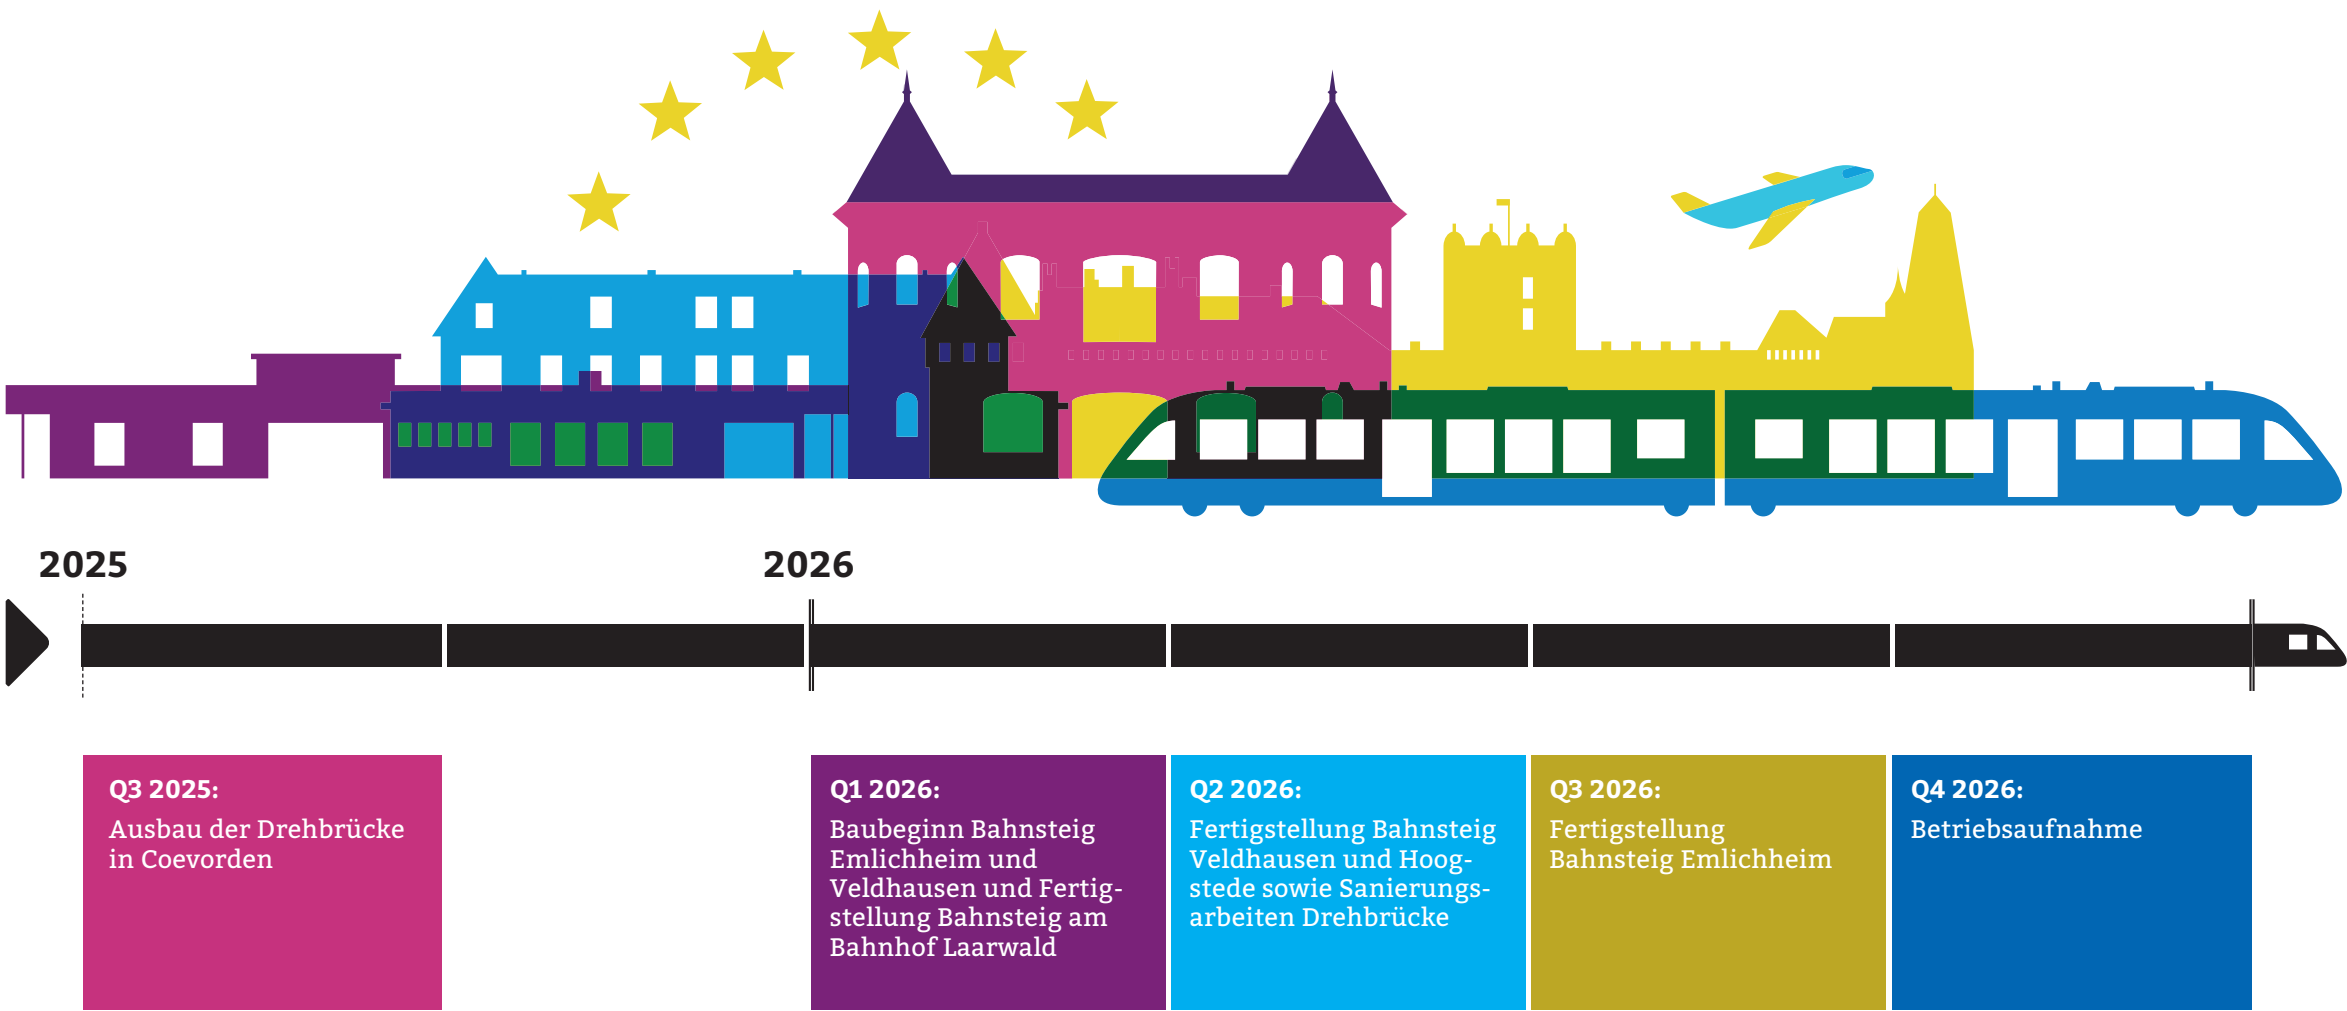 2025
2026
Q3 2025:
Ausbau der Drehbrücke
in Coevorden
Q1 2026:
Baubeginn Bahnsteig
Emlichheim und
Veldhausen und Fertig-
stellung Bahnsteig am
Bahnhof Laarwald
Q2 2026:
Fertigstellung Bahnsteig
Veldhausen und Hoog-
stede sowie Sanierungs-
arbeiten Drehbrücke
Q3 2026:
Fertigstellung
Bahnsteig Emlichheim
Q4 2026:
Betriebsaufnahme